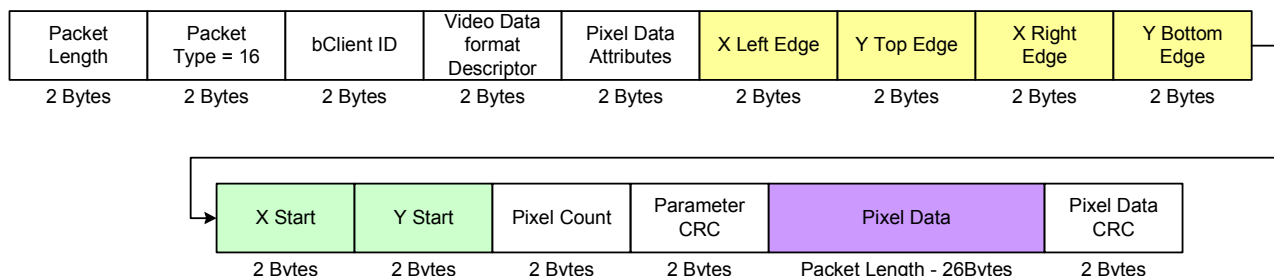 Packet
Length
Packet
Type = 16
bClient ID
Video Data
format
Descriptor
Pixel Data
Attributes
X Left Edge
Y Top Edge
X Right
Edge
Y Bottom
Edge
2 Bytes
2 Bytes
2 Bytes
2 Bytes
2 Bytes
2 Bytes
2 Bytes
2 Bytes
2 Bytes
X Start
Y Start
Pixel Count
Parameter
CRC
Pixel Data
Pixel Data
CRC
2 Bytes
2 Bytes
2 Bytes
2 Bytes
Packet Length - 26Bytes
2 Bytes